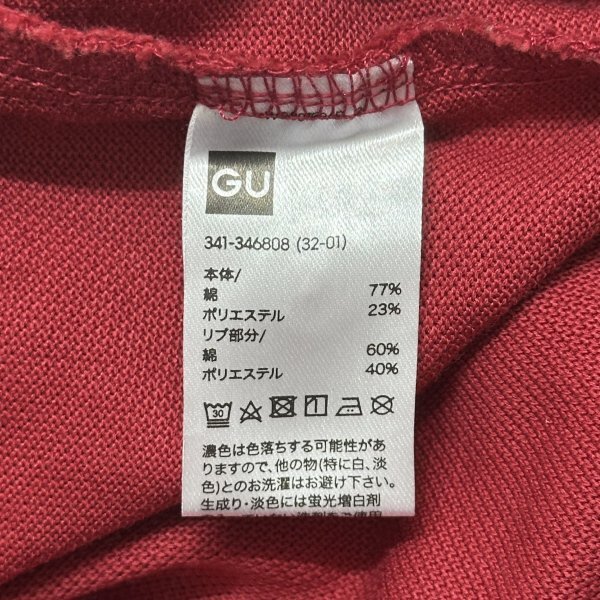 GU
341-346808 (32-01)
本体/
綿 77%
ポリエステル 23%
リブ部分/
綿 60%
ポリエステル 40%
30
濃色は色落ちする可能性があ
りますので、他の物(特に白、淡
色)とのお洗濯はお避け下さい。
生成り・淡色には蛍光増白剤